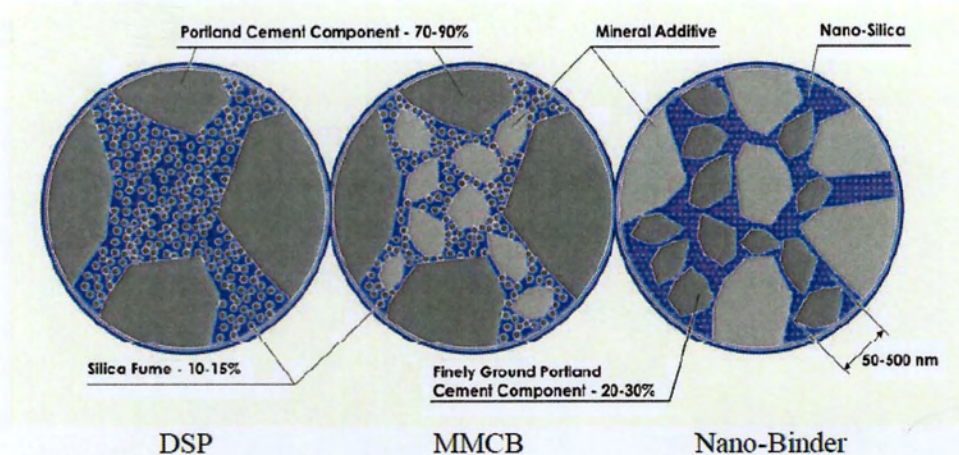 Portland Cement Component - 70-90%
Mineral Additive
Nano-Silica
Silica Fume - 10-15%
Finely Ground Portland
Cement Component - 20-30%
50-500 nm
DSP
MMCB
Nano-Binder